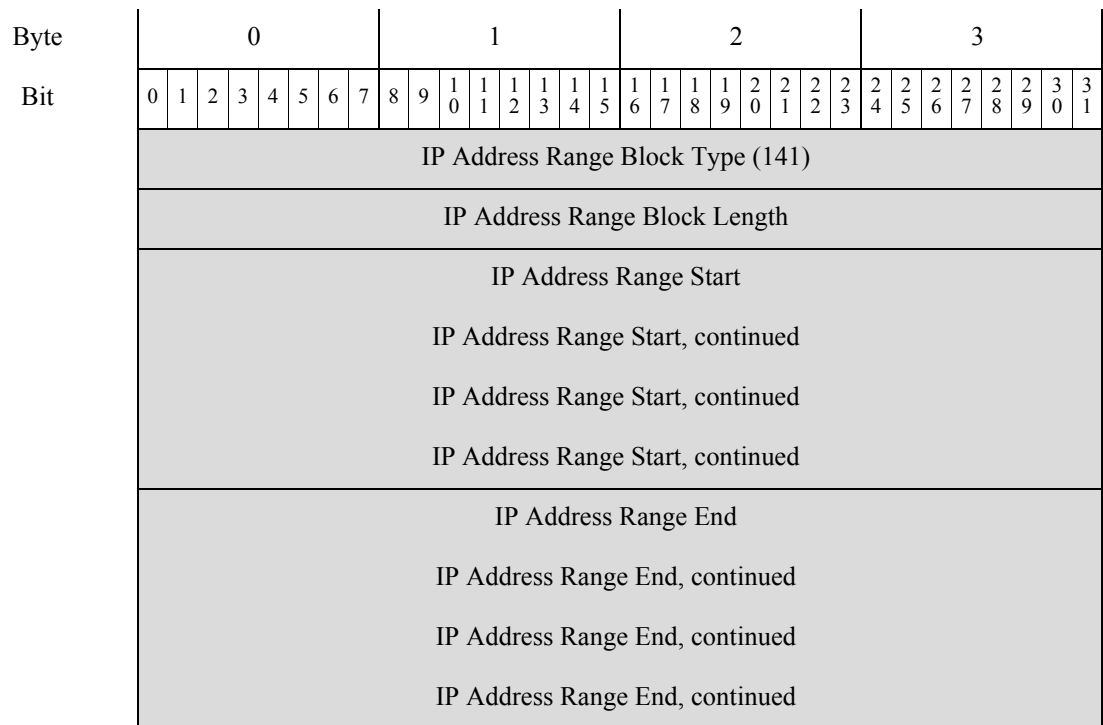 Byte 0 1 2 3
Bit 0 1 2 3 4 5 6 7 8 9 10 11 12 13 14 15 16 17 18 19 20 21 22 23 24 25 26 27 28 29 30 31
IP Address Range Block Type (141)
IP Address Range Block Length
IP Address Range Start
IP Address Range Start, continued
IP Address Range Start, continued
IP Address Range Start, continued
IP Address Range End
IP Address Range End, continued
IP Address Range End, continued
IP Address Range End, continued